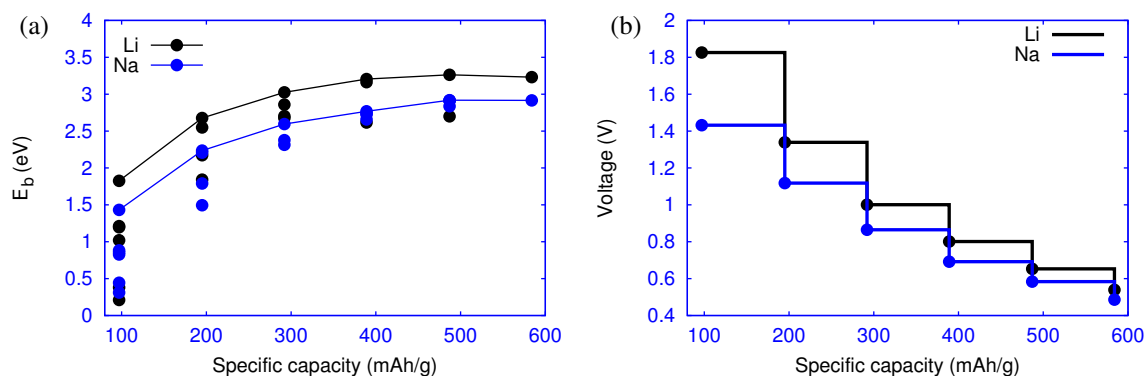 (a)
4
3.5
3
2.5
2
1.5
1
0.5
0
E_b (eV)
Li
Na
100 200 300 400 500 600
Specific capacity (mAh/g)
(b)
2
1.8
1.6
1.4
1.2
1
0.8
0.6
0.4
Voltage (V)
Li
Na
100 200 300 400 500 600
Specific capacity (mAh/g)